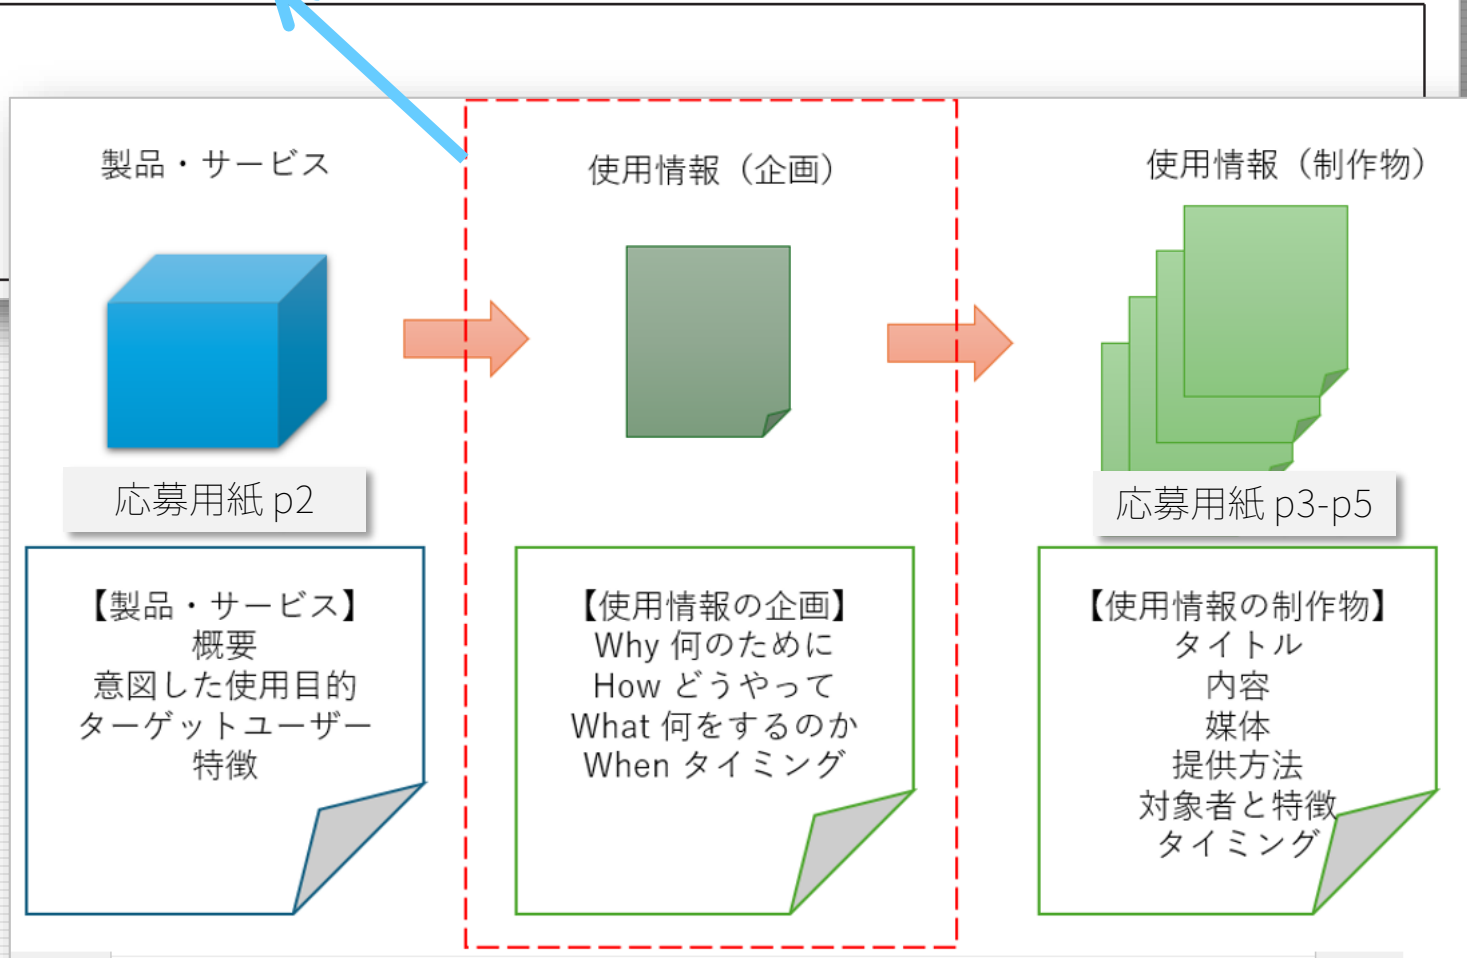 製品・サービス
使用情報（企画）
使用情報（制作物）
応募用紙 p2
応募用紙 p3-p5
【製品・サービス】
概要
意図した使用目的
ターゲットユーザー
特徴
【使用情報の企画】
Why 何のために
How どうやって
What 何をするのか
When タイミング
【使用情報の制作物】
タイトル
内容
媒体
提供方法
対象者と特徴
タイミング